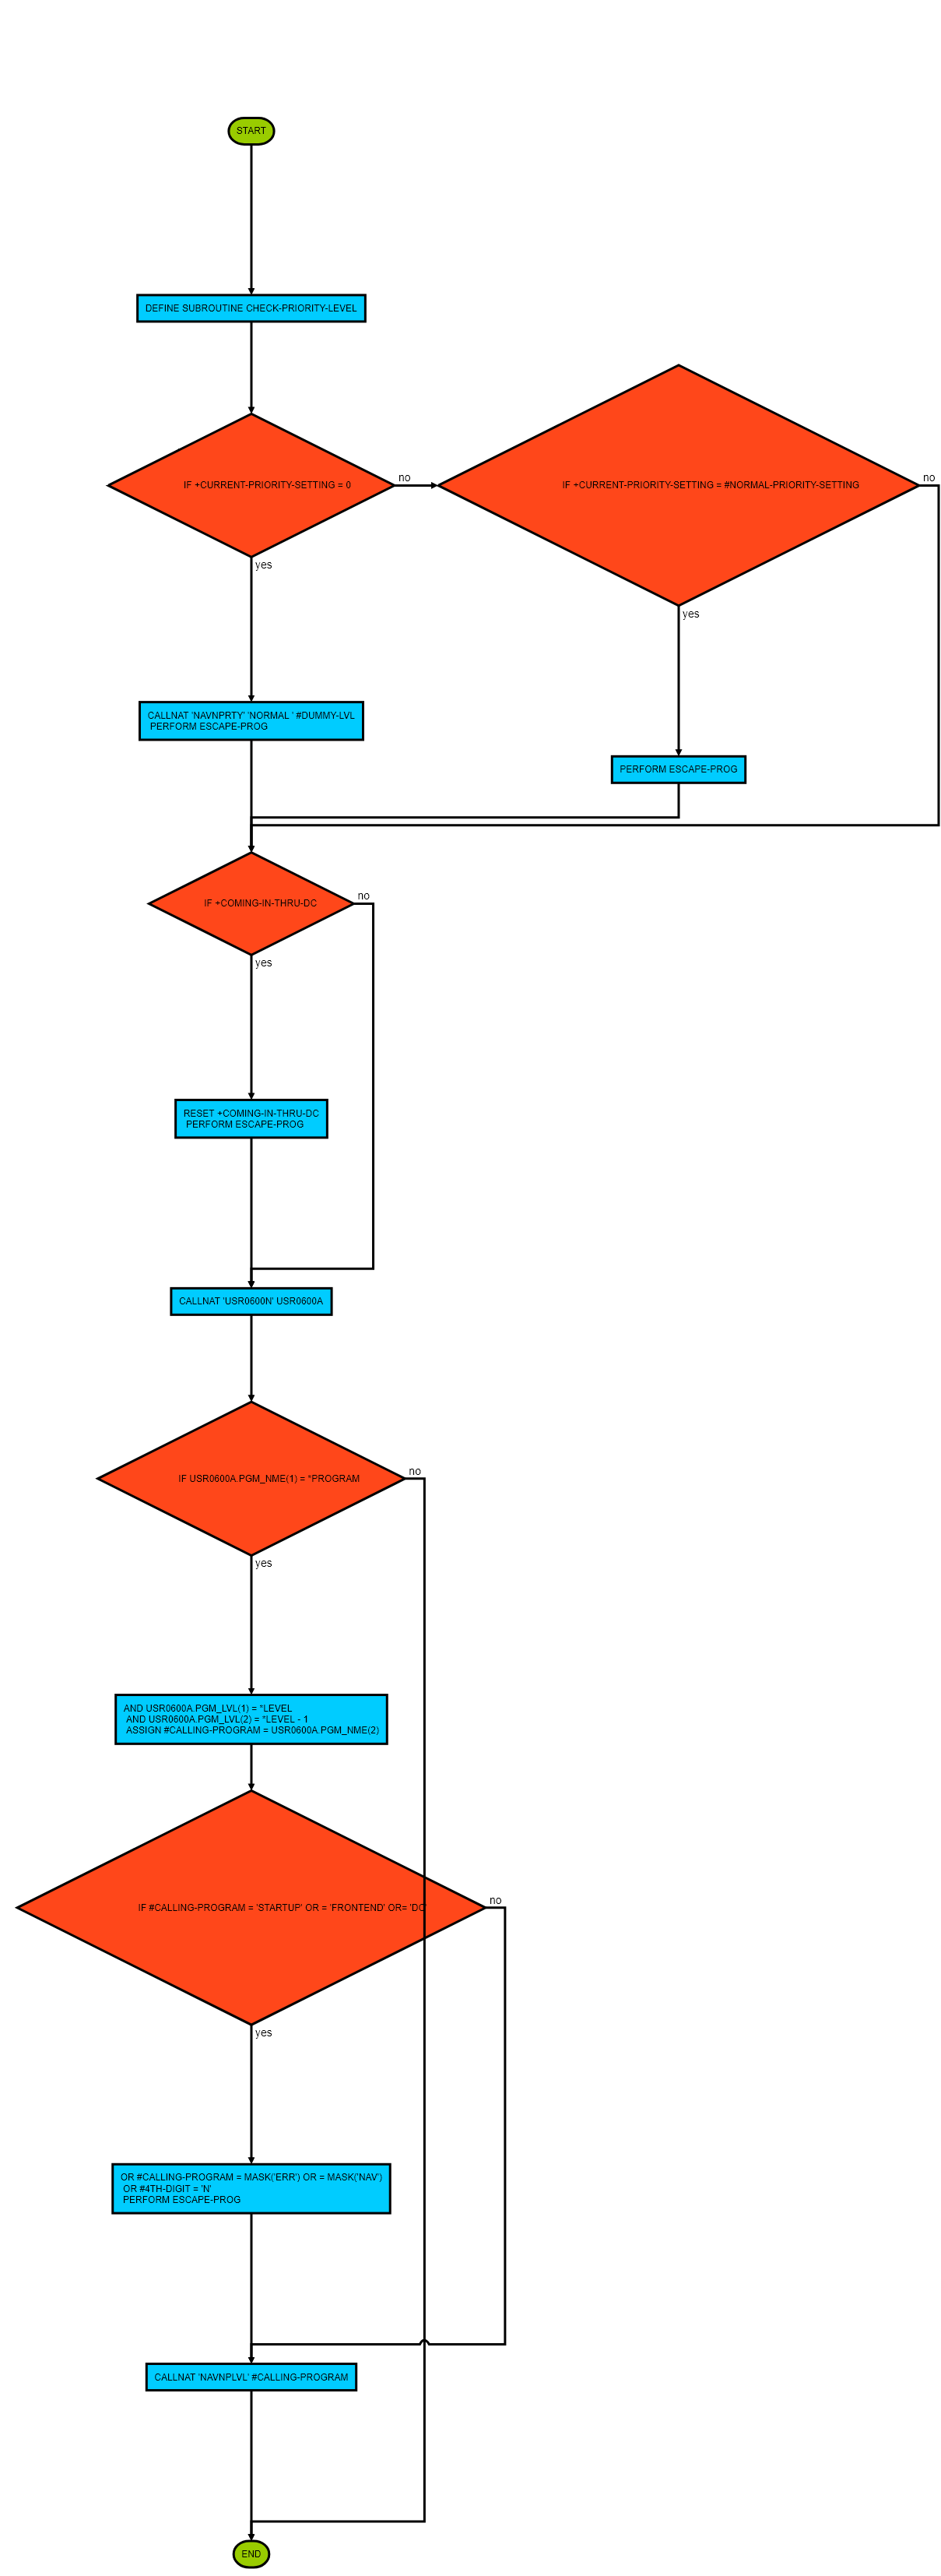 START
DEFINE SUBROUTINE CHECK-PRIORITY-LEVEL
IF +CURRENT-PRIORITY-SETTING = 0
no
IF +CURRENT-PRIORITY-SETTING = #NORMAL-PRIORITY-SETTING
no
yes
yes
CALLNAT 'NAVNPRTY' 'NORMAL ' #DUMMY-LVL
PERFORM ESCAPE-PROG
PERFORM ESCAPE-PROG
IF +COMING-IN-THRU-DC
no
yes
RESET +COMING-IN-THRU-DC
PERFORM ESCAPE-PROG
CALLNAT 'USR0600N' USR0600A
IF USR0600A.PGM_NME(1) = *PROGRAM
no
yes
AND USR0600A.PGM_LVL(1) = *LEVEL
AND USR0600A.PGM_LVL(2) = *LEVEL - 1
ASSIGN #CALLING-PROGRAM = USR0600A.PGM_NME(2)
IF #CALLING-PROGRAM = 'STARTUP' OR = 'FRONTEND' OR= 'DC'
no
yes
OR #CALLING-PROGRAM = MASK('ERR') OR = MASK('NAV')
OR #4TH-DIGIT = 'N'
PERFORM ESCAPE-PROG
CALLNAT 'NAVNPLVL' #CALLING-PROGRAM
END